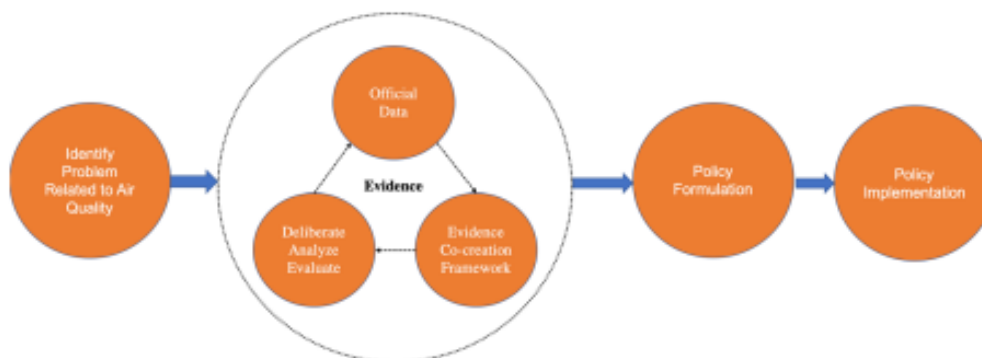 Identify
Problem
Related to Air
Quality
Official
Data
Evidence
Deliberate
Analyze
Evaluate
Evidence
Co-creation
Framework
Policy
Formulation
Policy
Implementation